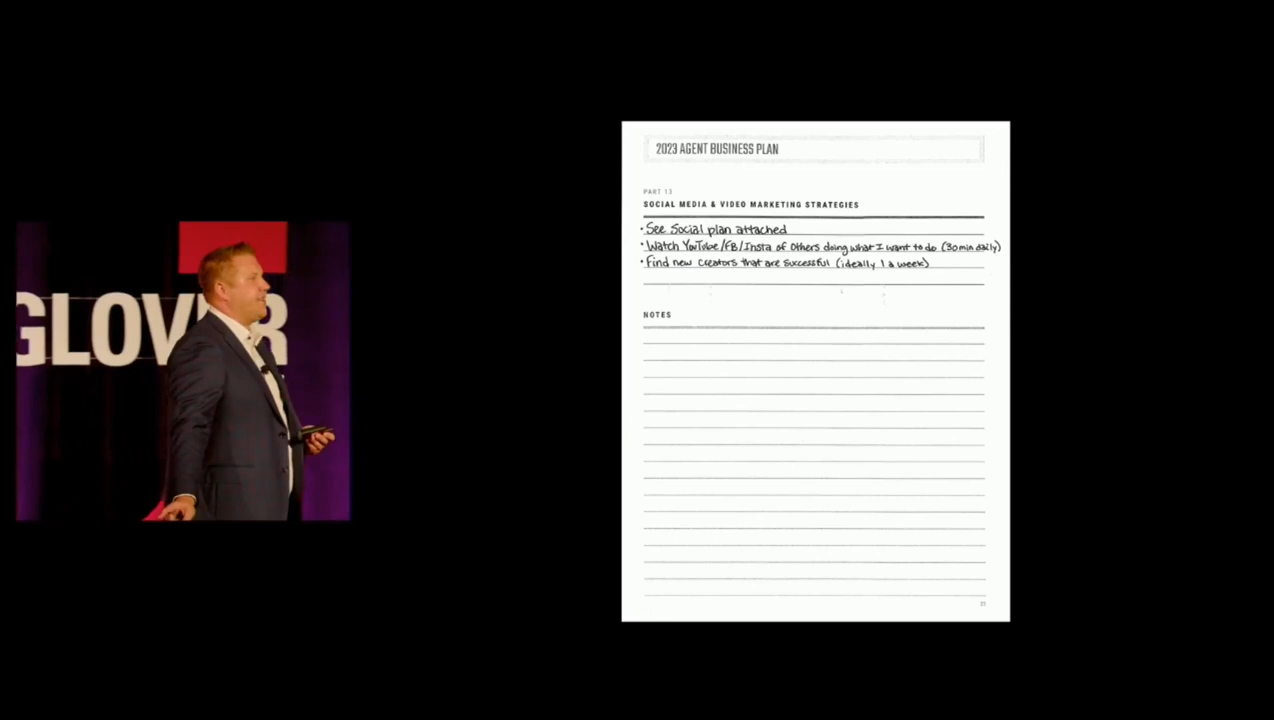 GLOVER
2023 AGENT BUSINESS PLAN
PART 13
SOCIAL MEDIA & VIDEO MARKETING STRATEGIES
• See Social plan attached
• Watch YouTube/FB/Insta of Others doing what I want to do (30 min daily)
• Find new creators that are successful (ideally 1 a week)
NOTES